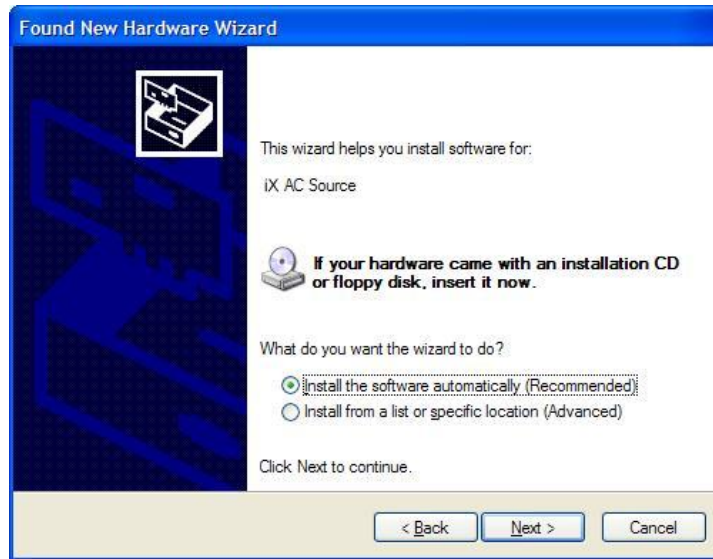 Found New Hardware Wizard
This wizard helps you install software for:
iX AC Source
If your hardware came with an installation CD
or floppy disk, insert it now.
What do you want the wizard to do?
Install the software automatically (Recommended)
Install from a list or specific location (Advanced)
Click Next to continue.
< Back Next > Cancel